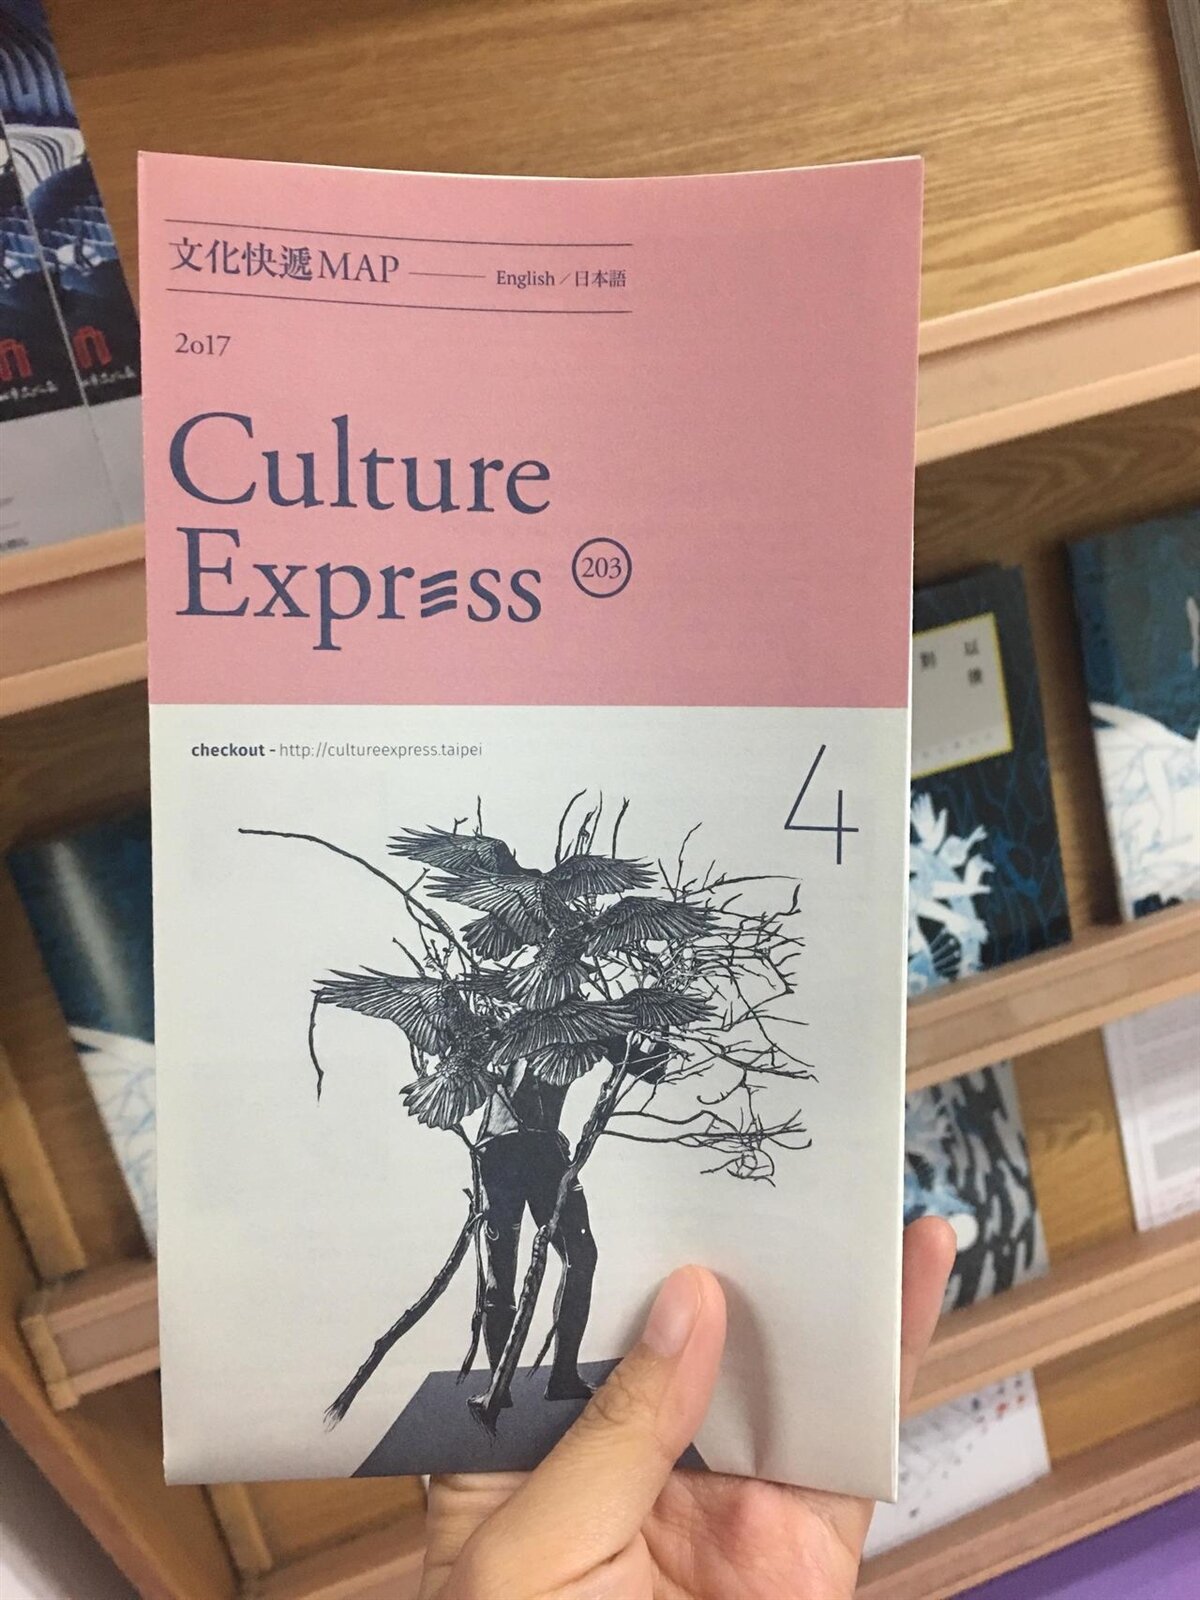 文化快遞MAP —— English / 日本語
2017
Culture
Express 203
checkout - http://cultureexpress.taipei
4